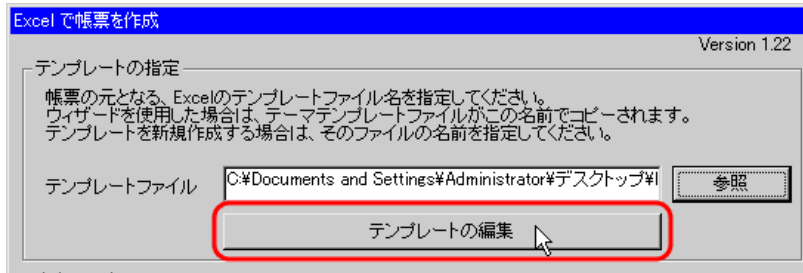 Excel で帳票を作成
Version 1.22
テンプレートの指定
帳票の元となる、Excelのテンプレートファイル名を指定してください。
ウィザードを使用した場合は、テーマテンプレートファイルがこの名前でコピーされます。
テンプレートを新規作成する場合は、そのファイルの名前を指定してください。
テンプレートファイル C:¥Documents and Settings¥Administrator¥デスクトップ¥ 参照
テンプレートの編集